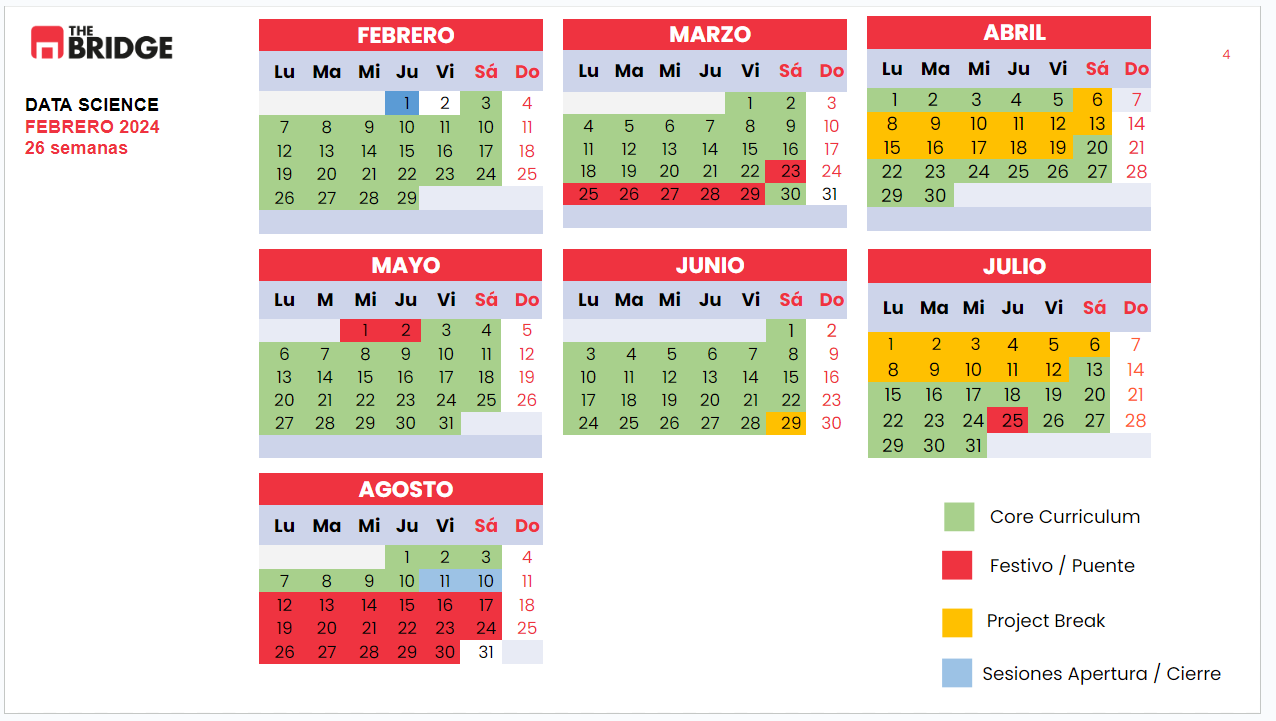 THE
BRIDGE
4
DATA SCIENCE
FEBRERO 2024
26 semanas
FEBRERO
Lu Ma Mi Ju Vi Sá Do
1 2 3 4
7 8 9 10 11 10 11
12 13 14 15 16 17 18
19 20 21 22 23 24 25
26 27 28 29
MARZO
Lu Ma Mi Ju Vi Sá Do
1 2 3
4 5 6 7 8 9 10
11 12 13 14 15 16 17
18 19 20 21 22 23 24
25 26 27 28 29 30 31
ABRIL
Lu Ma Mi Ju Vi Sá Do
1 2 3 4 5 6 7
8 9 10 11 12 13 14
15 16 17 18 19 20 21
22 23 24 25 26 27 28
29 30
MAYO
Lu M Mi Ju Vi Sá Do
1 2 3 4 5
6 7 8 9 10 11 12
13 14 15 16 17 18 19
20 21 22 23 24 25 26
27 28 29 30 31
JUNIO
Lu Ma Mi Ju Vi Sá Do
1 2
3 4 5 6 7 8 9
10 11 12 13 14 15 16
17 18 19 20 21 22 23
24 25 26 27 28 29 30
JULIO
Lu Ma Mi Ju Vi Sá Do
1 2 3 4 5 6 7
8 9 10 11 12 13 14
15 16 17 18 19 20 21
22 23 24 25 26 27 28
29 30 31
AGOSTO
Lu Ma Mi Ju Vi Sá Do
1 2 3 4
7 8 9 10 11 10 11
12 13 14 15 16 17 18
19 20 21 22 23 24 25
26 27 28 29 30 31
Core Curriculum
Festivo / Puente
Project Break
Sesiones Apertura / Cierre